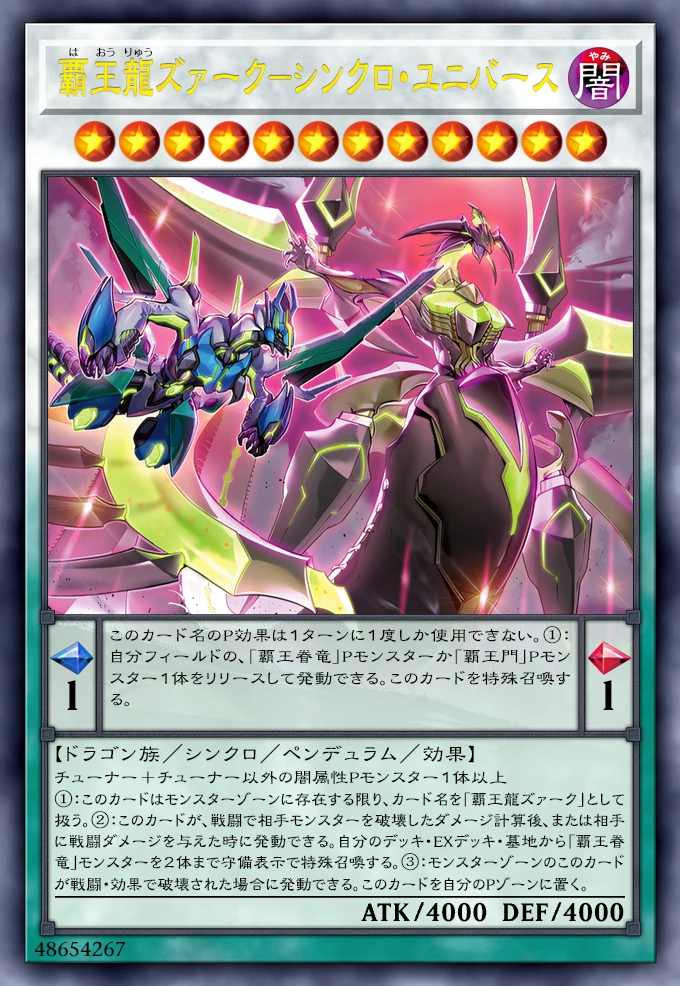 は おう りゅう
覇王龍ズァークーシンクロ・ユニバース
やみ
闇
このカード名のP効果は1ターンに1度しか使用できない。①:
自分フィールドの、「覇王眷竜」Pモンスターか「覇王門」Pモン
スター1体をリリースして発動できる。このカードを特殊召喚す
る。
1
1
【ドラゴン族/シンクロ/ペンデュラム/効果】
チューナー+チューナー以外の闇属性Pモンスター1体以上
①:このカードはモンスターゾーンに存在する限り、カード名を「覇王龍ズァーク」として
扱う。②:このカードが、戦闘で相手モンスターを破壊したダメージ計算後、または相手
に戦闘ダメージを与えた時に発動できる。自分のデッキ・EXデッキ・墓地から「覇王眷
竜」モンスターを2体まで守備表示で特殊召喚する。③:モンスターゾーンのこのカード
が戦闘・効果で破壊された場合に発動できる。このカードを自分のPゾーンに置く。
ATK/4000 DEF/4000
48654267